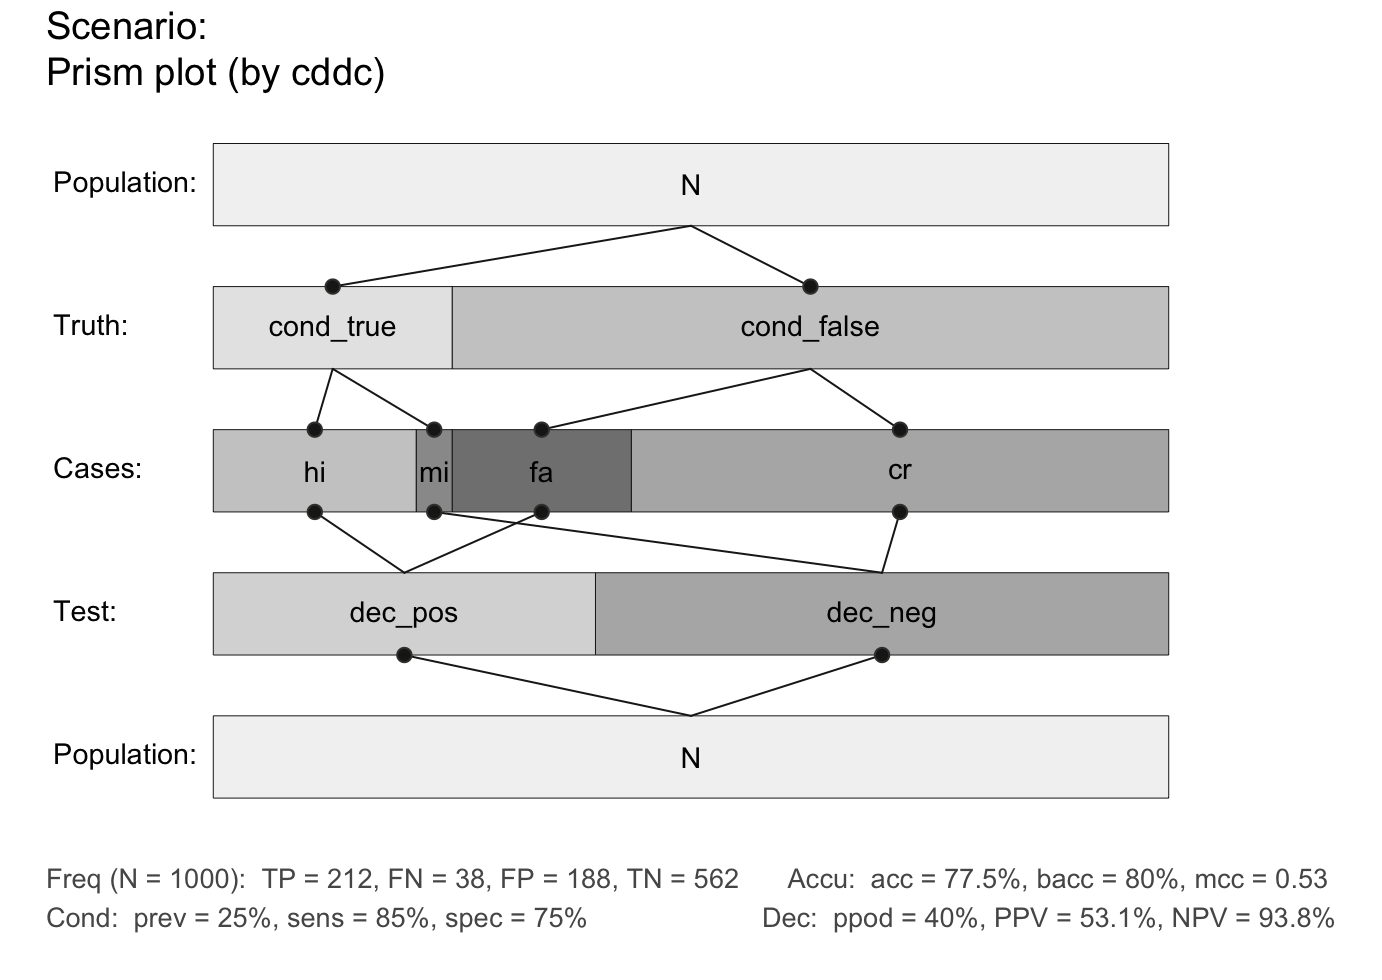 Scenario:
Prism plot (by cddc)
Population:
N
Truth:
cond_true
cond_false
Cases:
hi
mi
fa
cr
Test:
dec_pos
dec_neg
Population:
N
Freq (N = 1000):  TP = 212, FN = 38, FP = 188, TN = 562
Accu:  acc = 77.5%, bacc = 80%, mcc = 0.53
Cond:  prev = 25%, sens = 85%, spec = 75%
Dec:  ppod = 40%, PPV = 53.1%, NPV = 93.8%